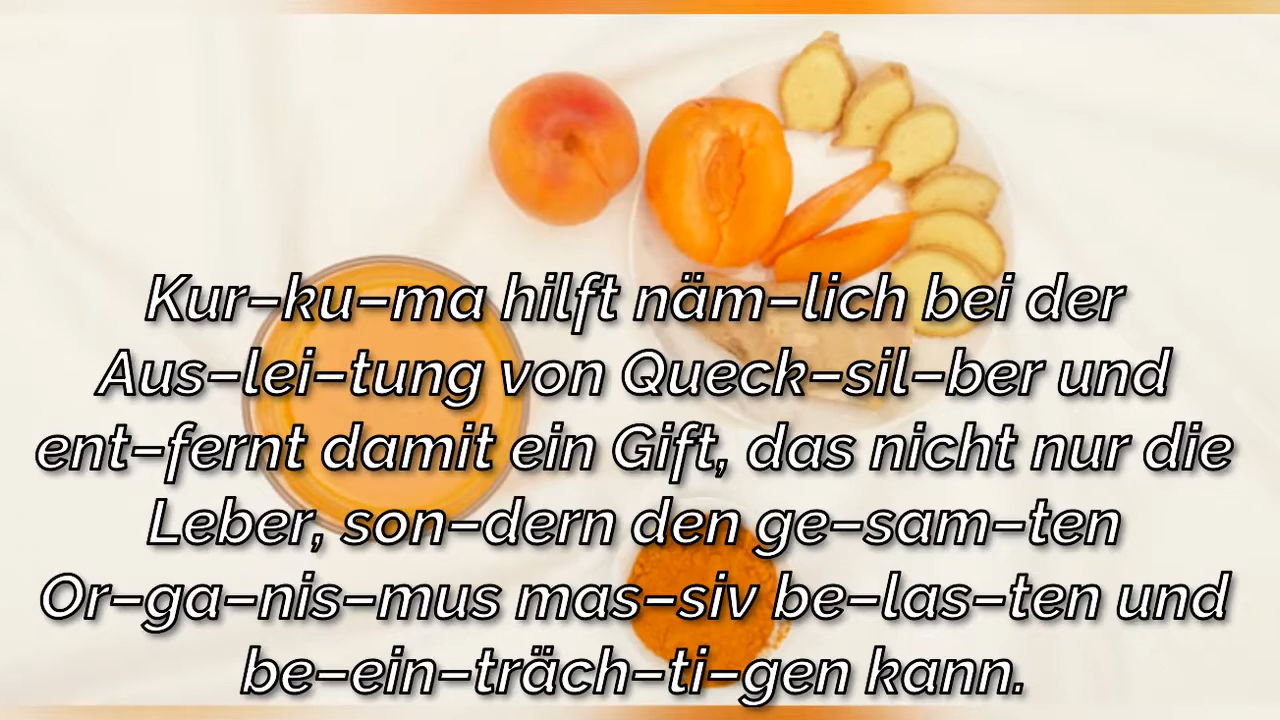 Kur–ku–ma hilft näm–lich bei der
Aus–lei–tung von Queck–sil–ber und
ent–fernt damit ein Gift, das nicht nur die
Leber, son–dern den ge–sam–ten
Or–ga–nis–mus mas–siv be–las–ten und
be–ein–träch–ti–gen kann.